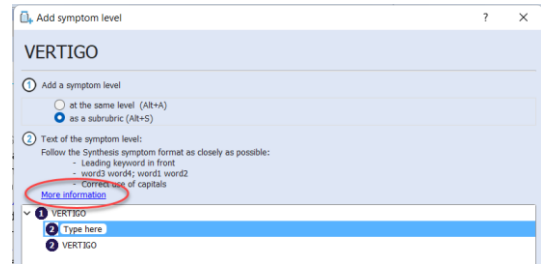 Add symptom level ? ✕
VERTIGO
1 Add a symptom level
at the same level (Alt+A)
as a subrubric (Alt+S)
2 Text of the symptom level:
Follow the Synthesis symptom format as closely as possible:
- Leading keyword in front
- word3 word4; word1 word2
- Correct use of capitals
More information
1 VERTIGO
2 Type here
2 VERTIGO